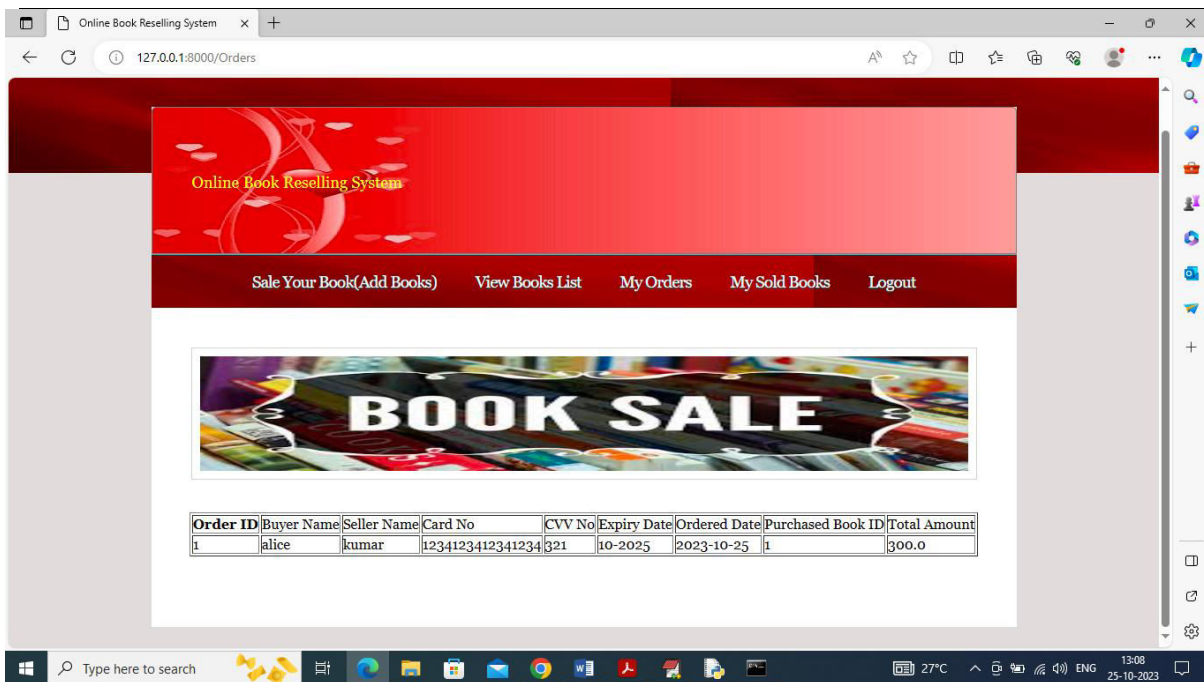 Online Book Reselling System
127.0.0.1:8000/Orders
Online Book Reselling System
Sale Your Book(Add Books) View Books List My Orders My Sold Books Logout
BOOK SALE
Order ID Buyer Name Seller Name Card No CVV No Expiry Date Ordered Date Purchased Book ID Total Amount
1 alice kumar 1234123412341234 321 10-2025 2023-10-25 1 300.0
Type here to search 27°C ENG 13:08
25-10-2023